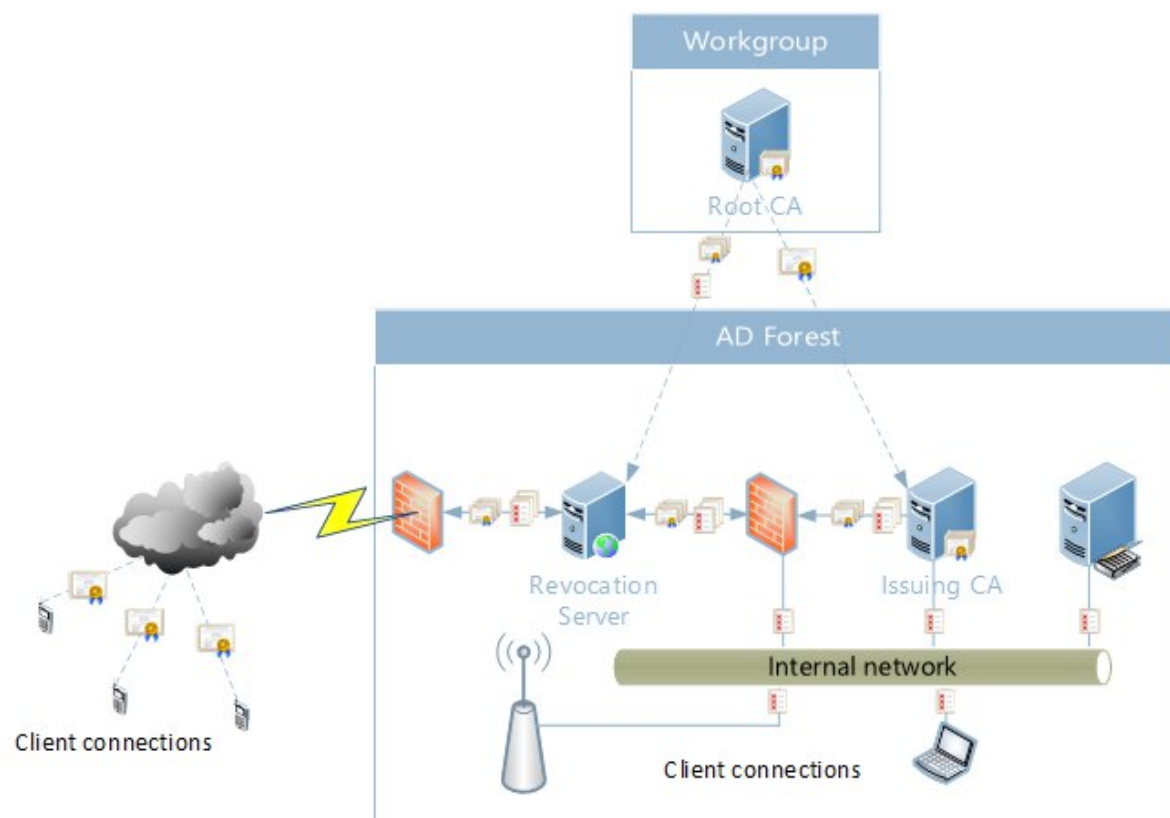 Workgroup
Root CA
AD Forest
Revocation
Server
Issuing CA
Internal network
Client connections
Client connections